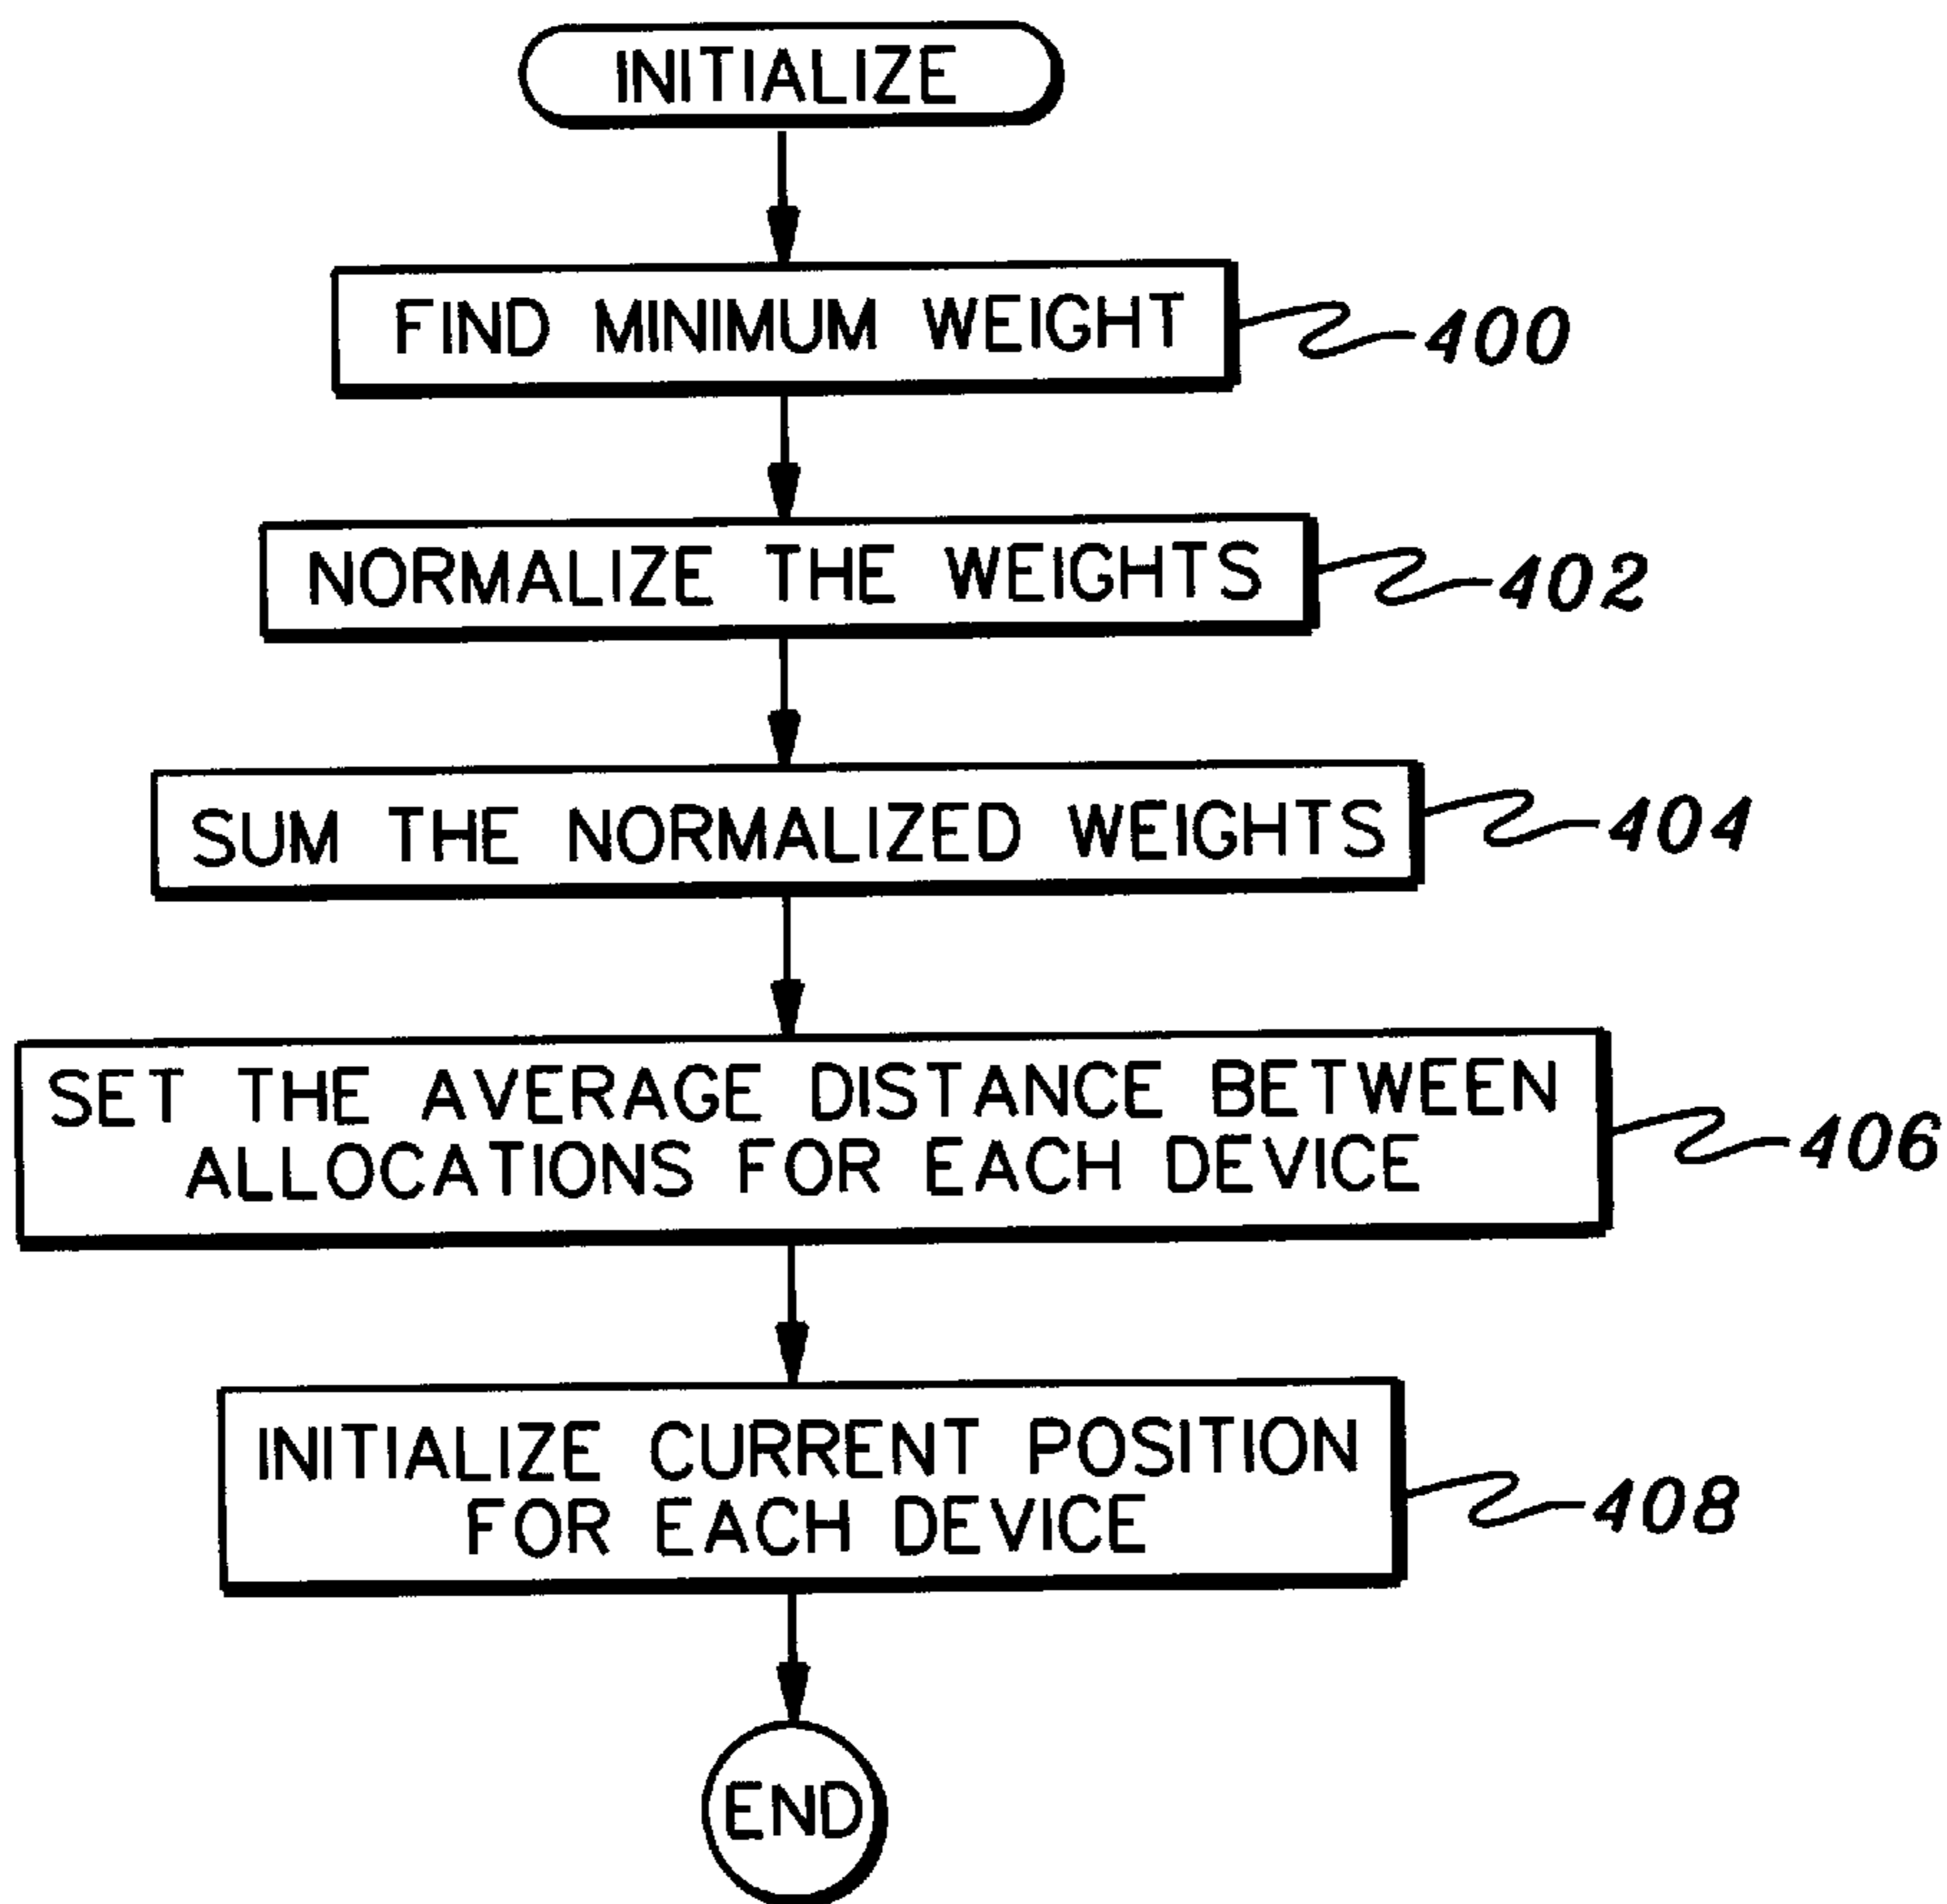 INITIALIZE
FIND MINIMUM WEIGHT
400
NORMALIZE THE WEIGHTS
402
SUM THE NORMALIZED WEIGHTS
404
SET THE AVERAGE DISTANCE BETWEEN
ALLOCATIONS FOR EACH DEVICE
406
INITIALIZE CURRENT POSITION
FOR EACH DEVICE
408
END